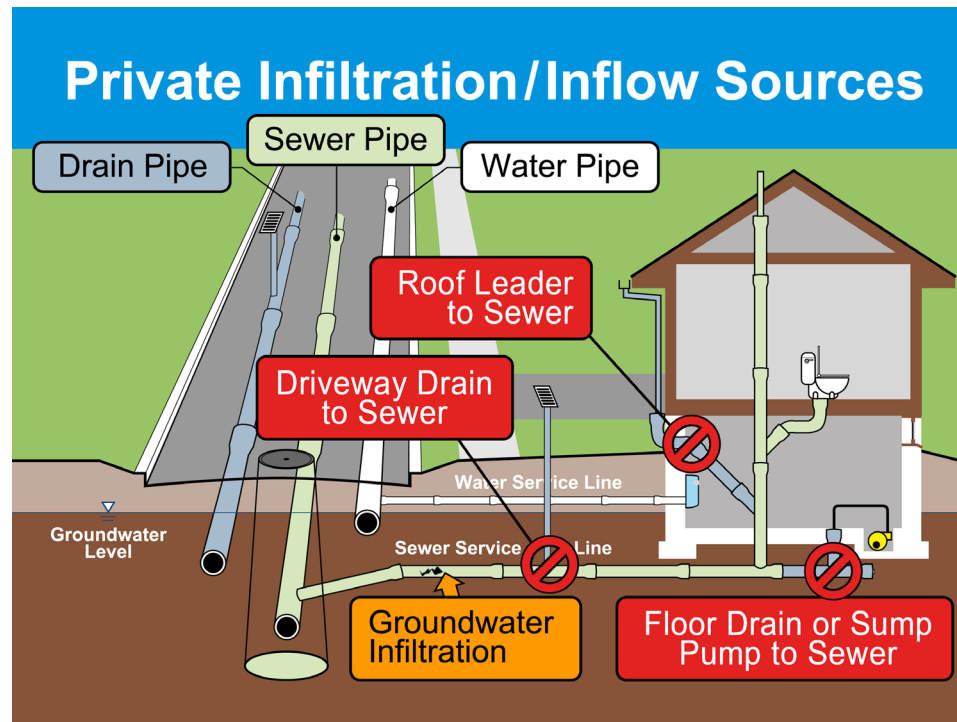 Private Infiltration/Inflow Sources
Sewer Pipe
Drain Pipe
Water Pipe
Roof Leader
to Sewer
Driveway Drain
to Sewer
Water Service Line
Groundwater
Level
Sewer Service Line
Groundwater
Infiltration
Floor Drain or Sump
Pump to Sewer